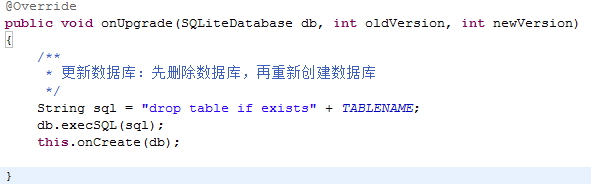 @Override
public void onUpgrade(SQLiteDatabase db, int oldVersion, int newVersion)
{
/**
* 更新数据库：先删除数据库，再重新创建数据库
*/
String sql = "drop table if exists" + TABLENAME;
db.execSQL(sql);
this.onCreate(db);
}